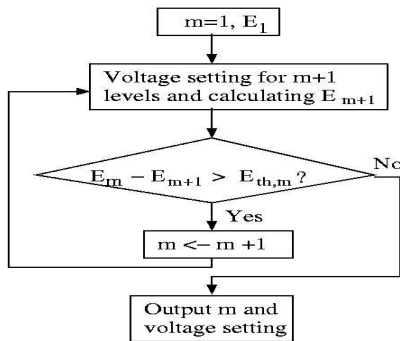 m=1, E1
Voltage setting for m+1
levels and calculating E m+1
Em − Em+1 > Eth,m ?
No
Yes
m <− m +1
Output m and
voltage setting